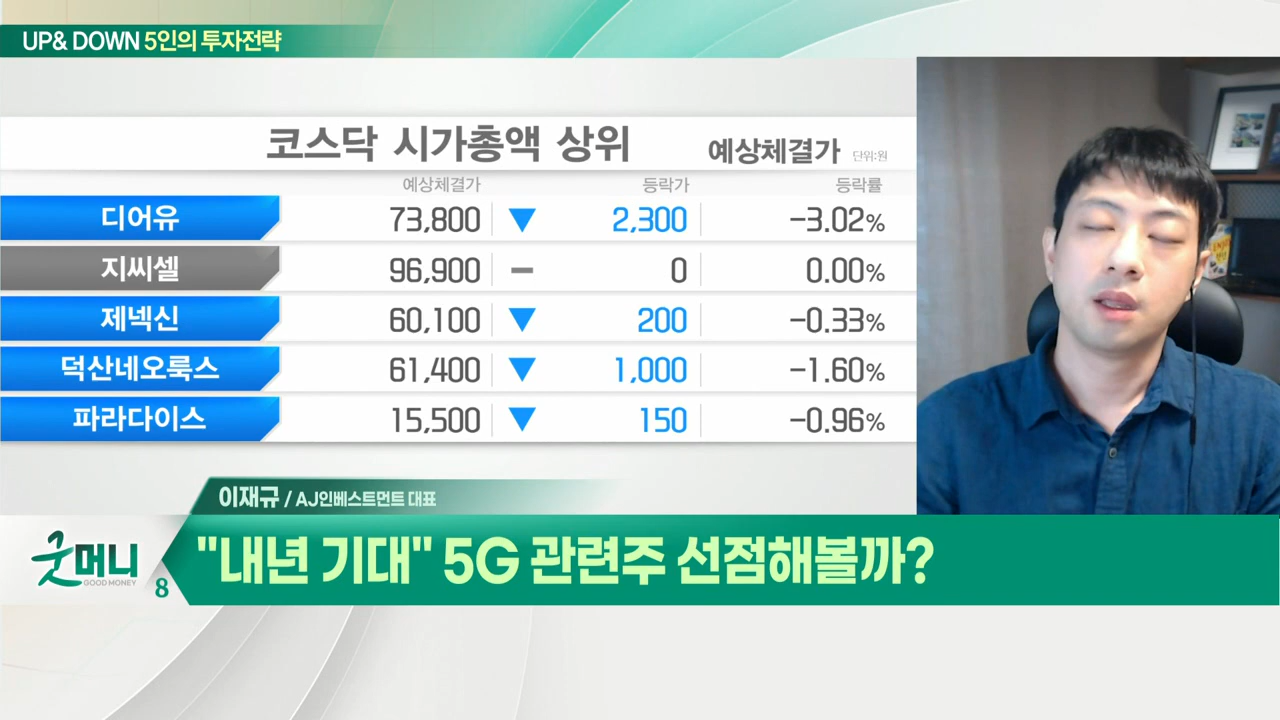 UP& DOWN 5인의 투자전략
코스닥 시가총액 상위 예상체결가 단위:원
예상체결가 등락가 등락률
디어유 73,800 ▼ 2,300 -3.02%
지씨셀 96,900 - 0 0.00%
제넥신 60,100 ▼ 200 -0.33%
덕산네오룩스 61,400 ▼ 1,000 -1.60%
파라다이스 15,500 ▼ 150 -0.96%
이재규 / AJ인베스트먼트 대표
굿머니 GOOD MONEY 8
"내년 기대" 5G 관련주 선점해볼까?